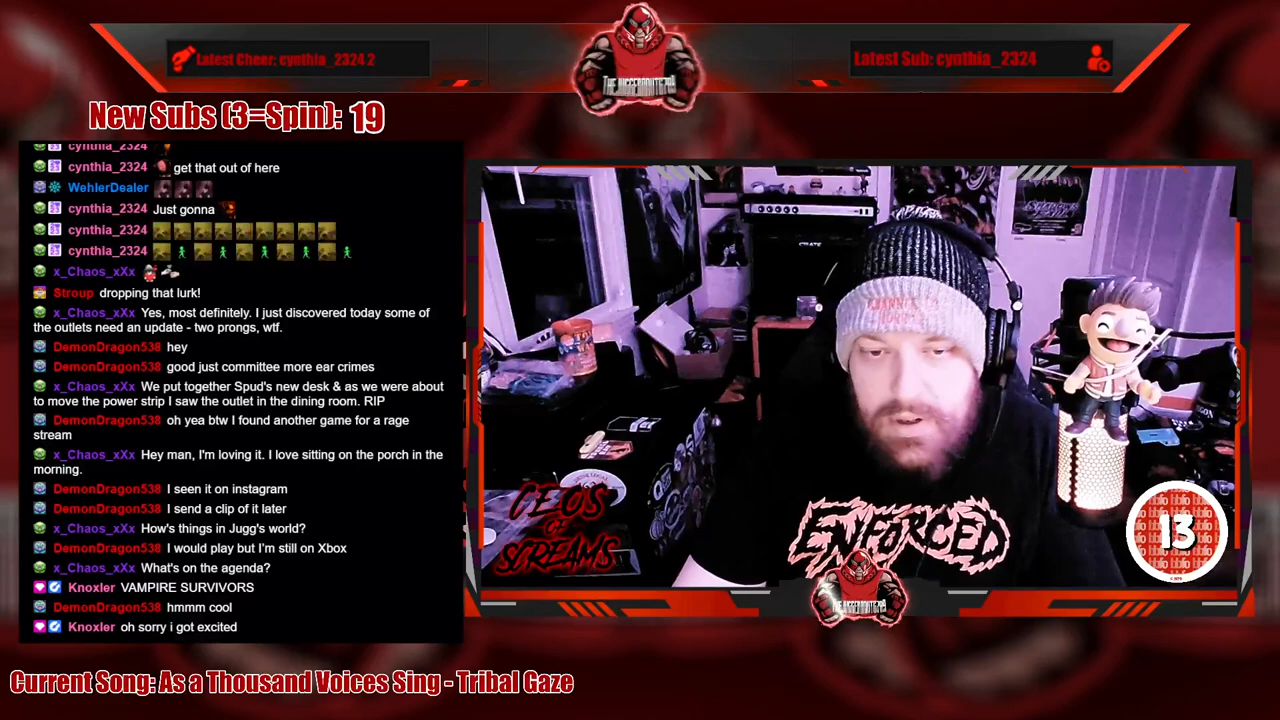 Latest Cheer: cynthia_2324 2
THEJUGGERNUT678A
Latest Sub: cynthia_2324
New Subs (3=Spin): 19
cynthia_2324
cynthia_2324 get that out of here
WehlerDealer
cynthia_2324 Just gonna
cynthia_2324
cynthia_2324
x_Chaos_xXx
Stroup dropping that lurk!
x_Chaos_xXx Yes, most definitely. I just discovered today some of
the outlets need an update - two prongs, wtf.
DemonDragon538 hey
DemonDragon538 good just committee more ear crimes
x_Chaos_xXx We put together Spud's new desk & as we were about
to move the power strip I saw the outlet in the dining room. RIP
DemonDragon538 oh yea btw I found another game for a rage
stream
x_Chaos_xXx Hey man, I'm loving it. I love sitting on the porch in the
morning.
DemonDragon538 I seen it on instagram
DemonDragon538 I send a clip of it later
x_Chaos_xXx How's things in Jugg's world?
DemonDragon538 I would play but I'm still on Xbox
x_Chaos_xXx What's on the agenda?
Knoxler VAMPIRE SURVIVORS
DemonDragon538 hmmm cool
Knoxler oh sorry i got excited
CRATE
ENFORCED
CEO'S
OF
SCREAMS
13
Current Song: As a Thousand Voices Sing - Tribal Gaze